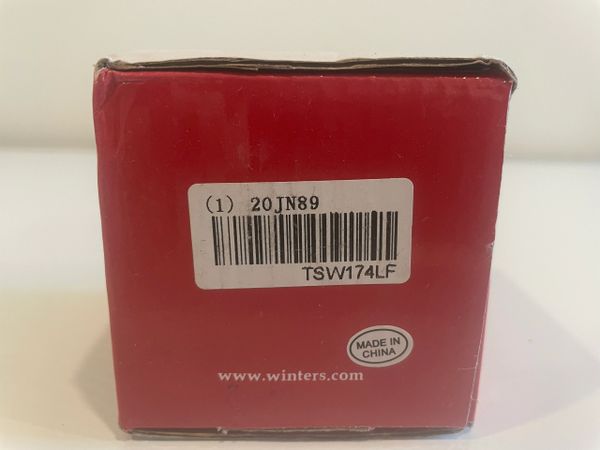 (1) 20JN89
TSW174LF
MADE IN
CHINA
www.winters.com